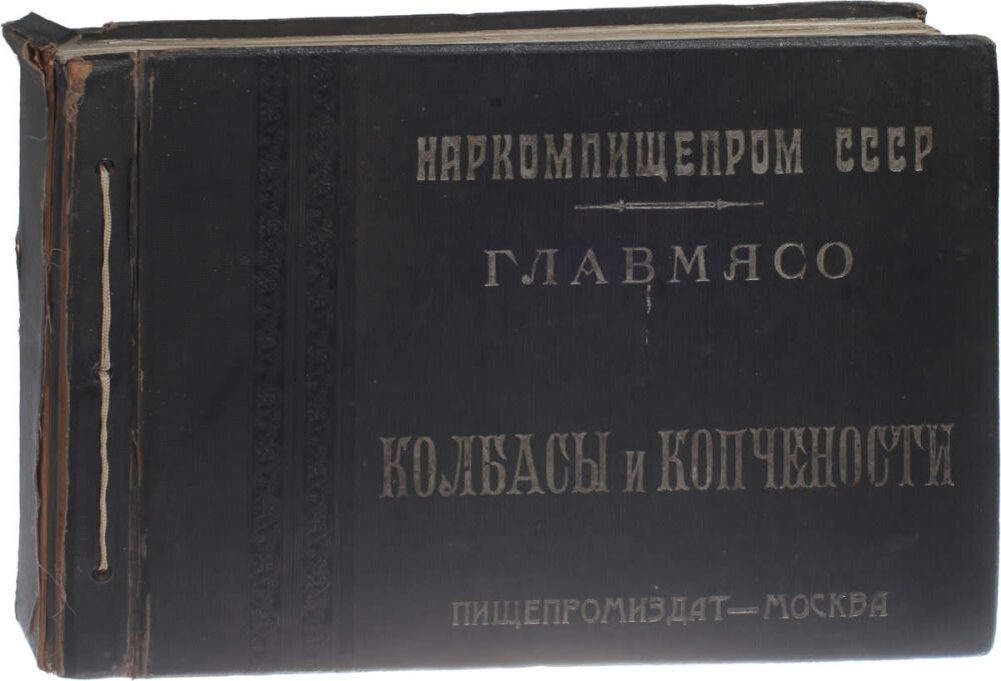 НАРКОМПИЩЕПРОМ СССР
ГЛАВМЯСО
КОЛБАСЫ И КОПЧЕНОСТИ
ПИЩЕПРОМИЗДАТ—МОСКВА